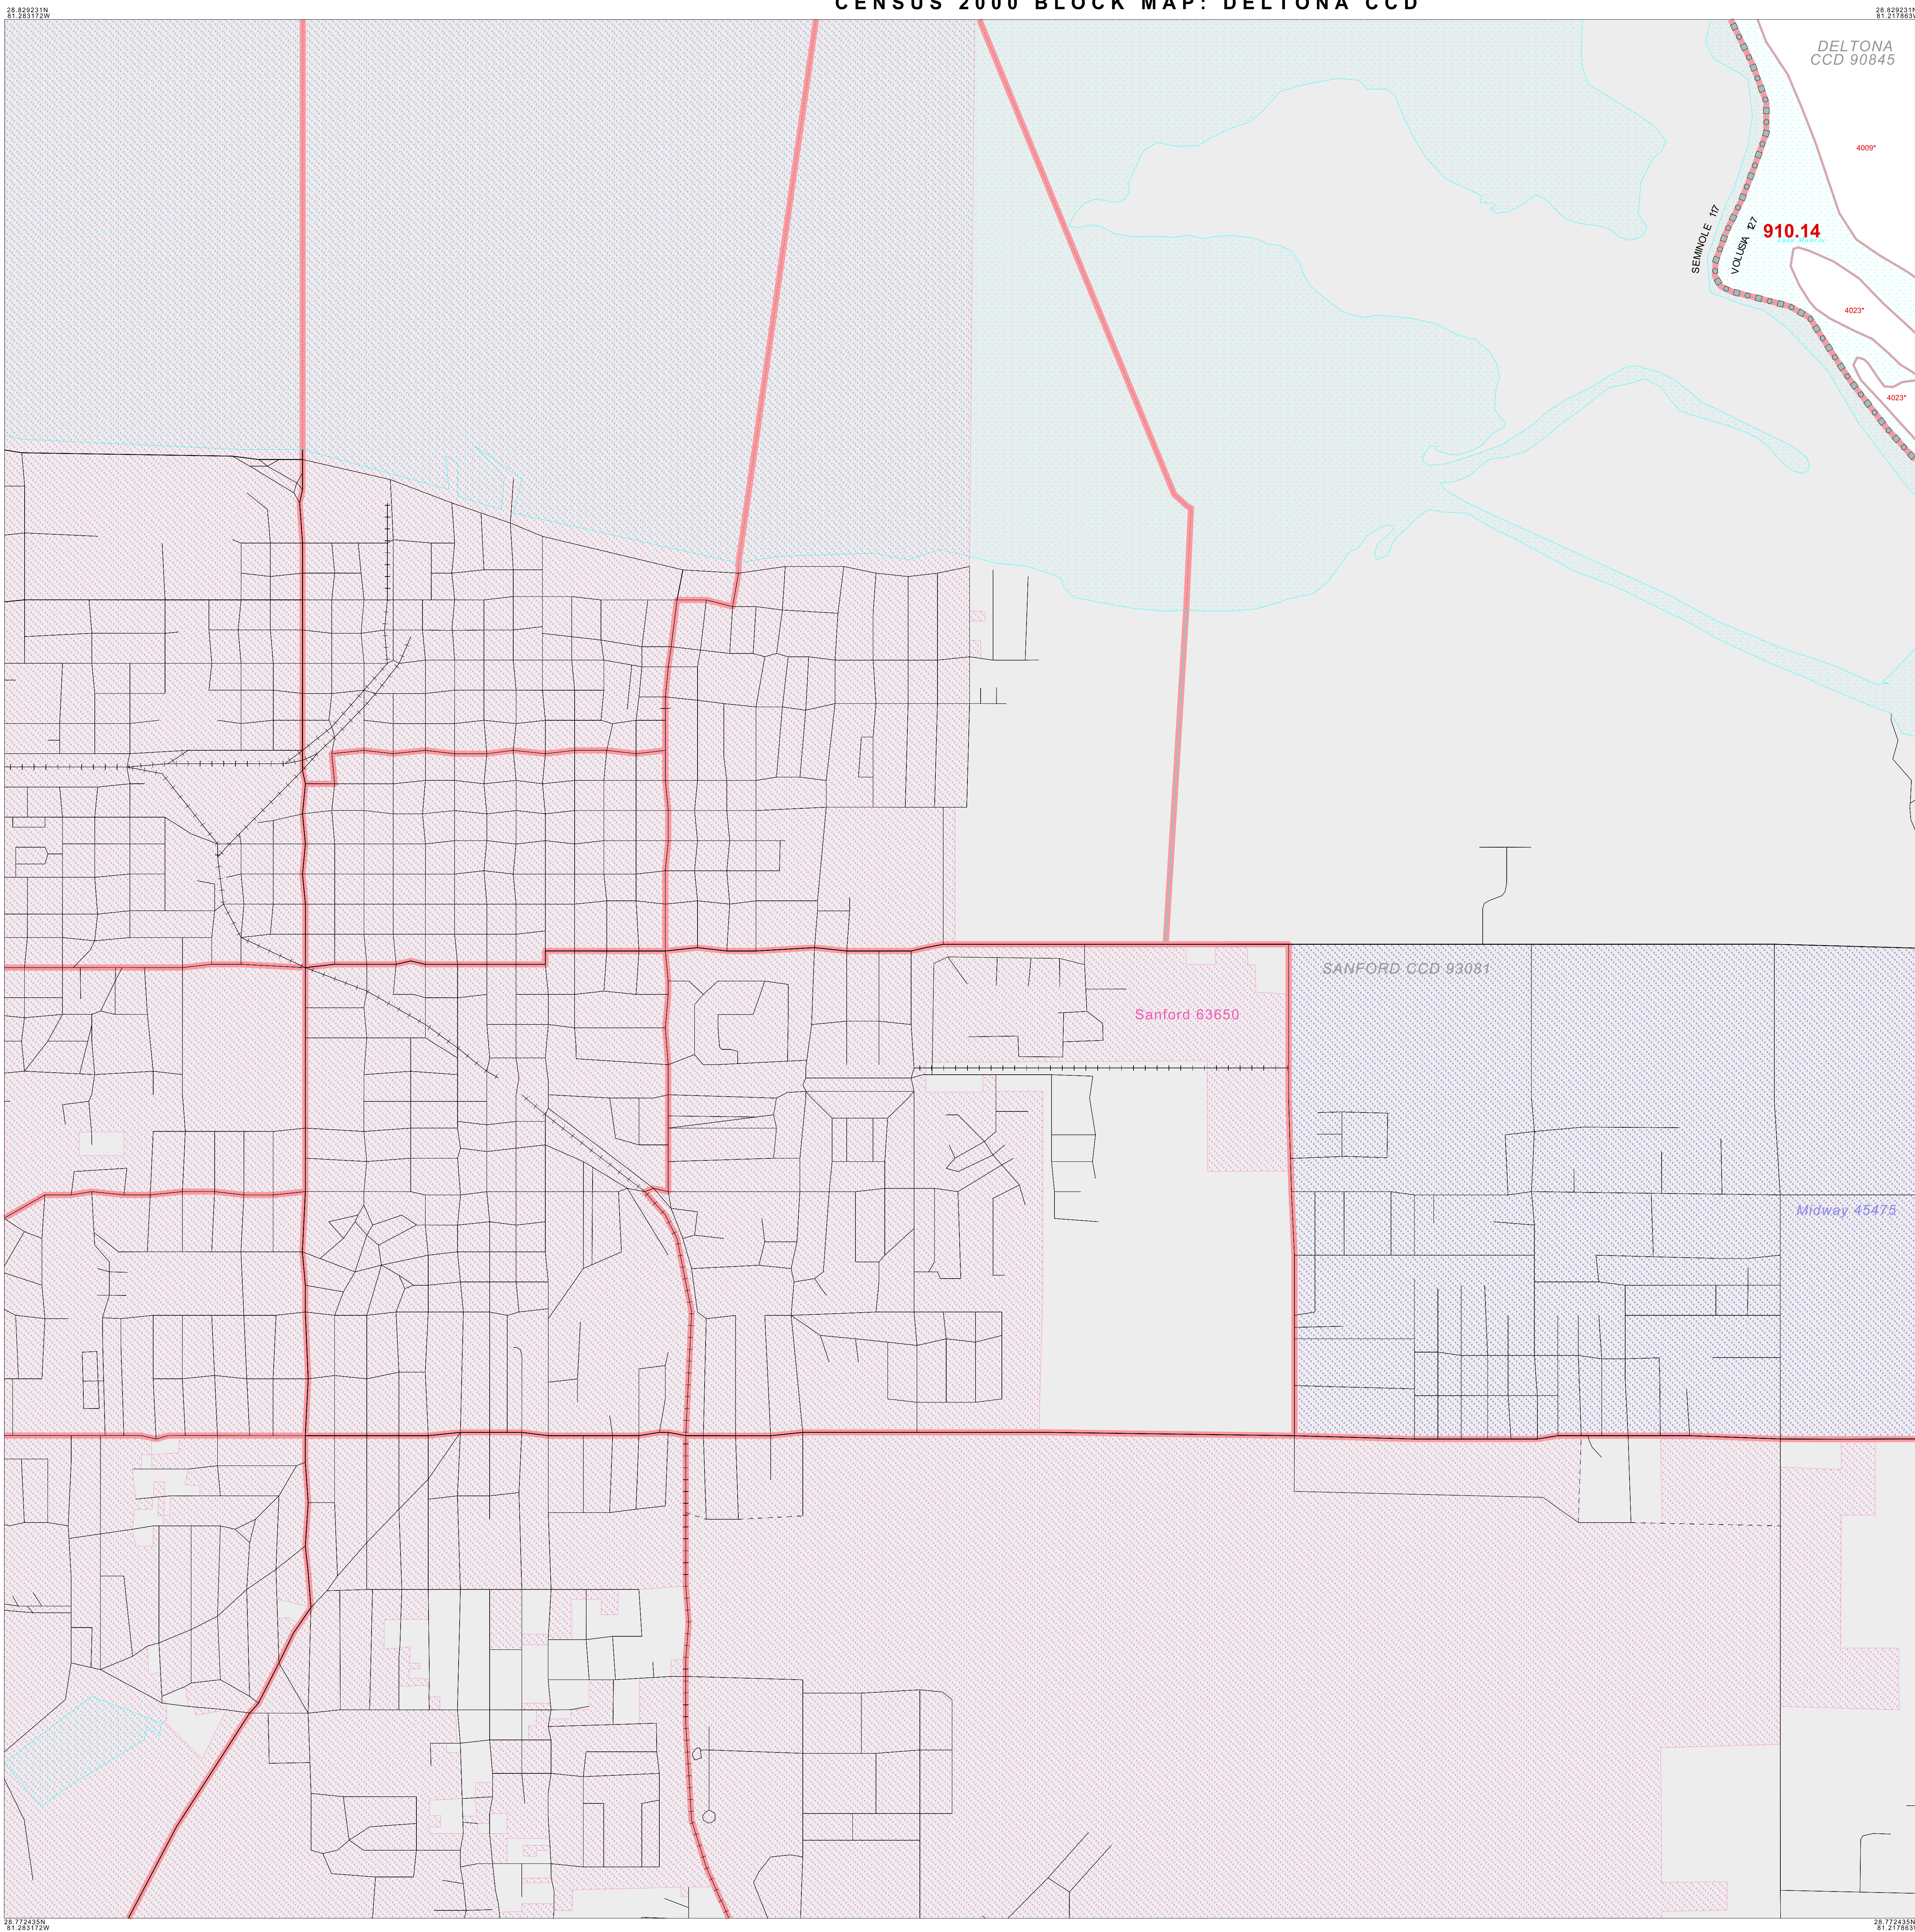 CENSUS 2000 BLOCK MAP: DELTONA CCD
28.829231N
81.283172W
28.829231N
81.217863W
DELTONA
CCD 90845
4009*
SEMINOLE 117
VOLUSIA 127
910.14
Lake Monroe
4023*
4023*
SANFORD CCD 93081
Sanford 63650
Midway 45475
28.772435N
81.283172W
28.772435N
81.217863W